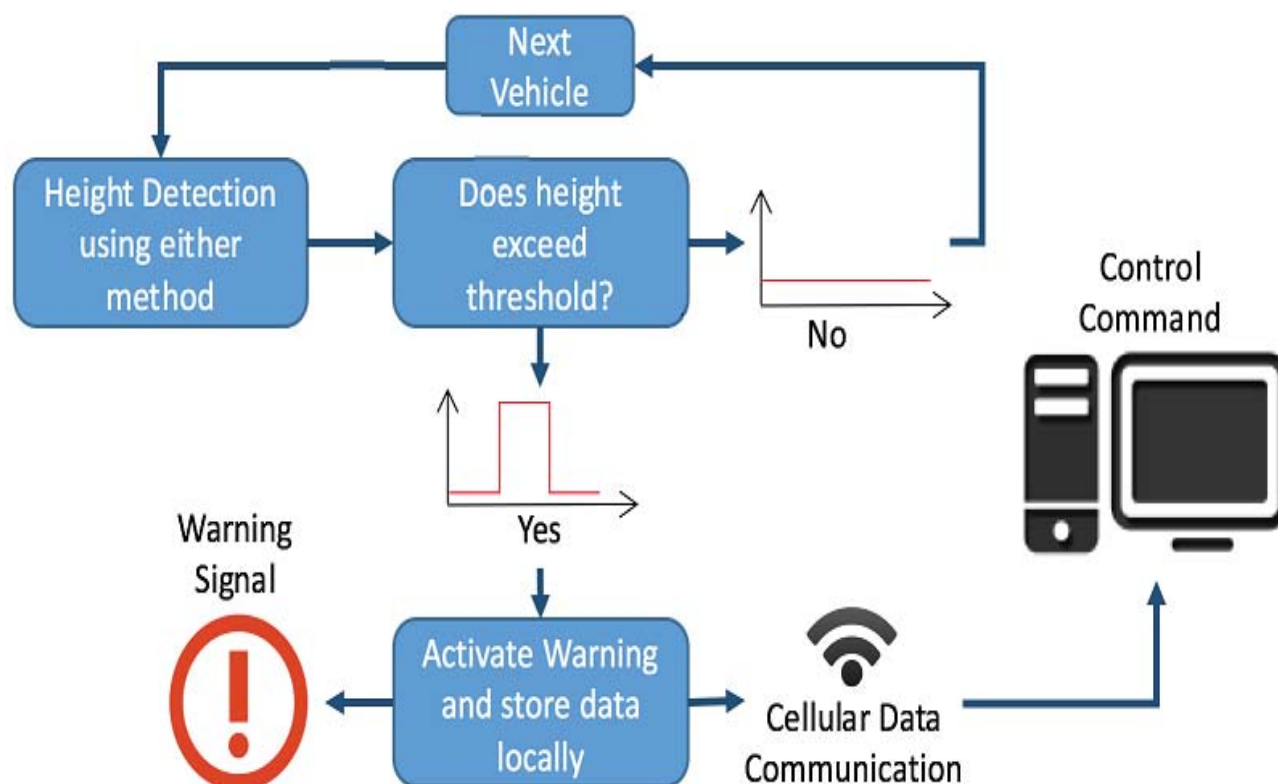 Next
Vehicle
Height Detection
using either
method
Does height
exceed
threshold?
No
Control
Command
Yes
Warning
Signal
Activate Warning
and store data
locally
Cellular Data
Communication